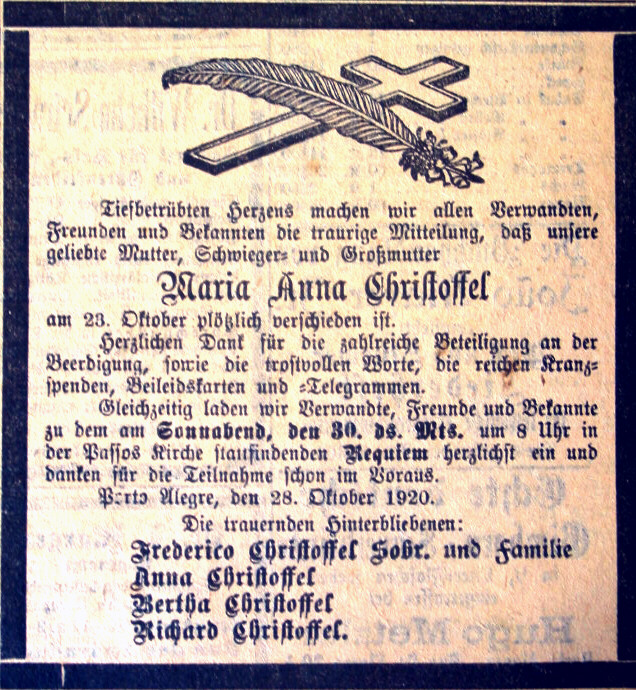 Tiefbetrübten Herzens machen wir allen Verwandten,
Freunden und Bekannten die traurige Mitteilung, daß unsere
geliebte Mutter, Schwieger- und Großmutter
Maria Anna Christoffel
am 23. Oktober plötzlich verschieden ist.
Herzlichen Dank für die zahlreiche Beteiligung an der
Beerdigung, sowie die trostvollen Worte, die reichen Kranz-
spenden, Beileidskarten und -Telegrammen.
Gleichzeitig laden wir Verwandte, Freunde und Bekannte
zu dem am Sonnabend, den 30. ds. Mts. um 8 Uhr in
der Passos Kirche stattfindenden Requiem herzlichst ein und
danken für die Teilnahme schon im Voraus.
Porto Alegre, den 28. Oktober 1920.
Die trauernden Hinterbliebenen:
Frederico Christoffel Sobr. und Familie
Anna Christoffel
Bertha Christoffel
Richard Christoffel.